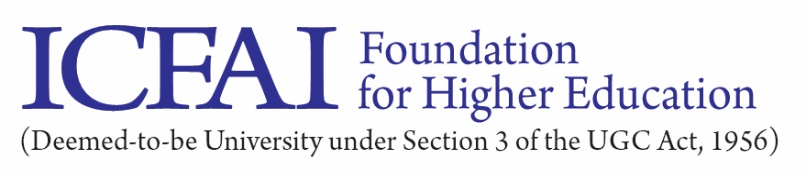 ICFAI Foundation
for Higher Education
(Deemed-to-be University under Section 3 of the UGC Act, 1956)